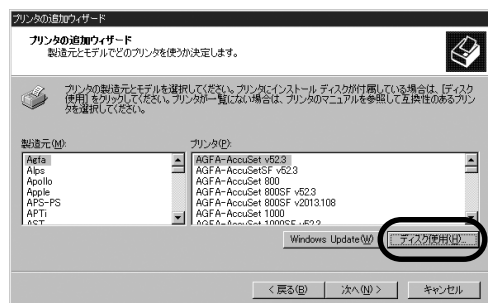 プリンタの追加ウィザード
プリンタの追加ウィザード
製造元とモデルでどのプリンタを使うか決定します。
プリンタの製造元とモデルを選択してください。プリンタにインストール ディスクが付属している場合は、[ディスク
使用] をクリックしてください。プリンタが一覧にない場合は、プリンタのマニュアルを参照して互換性のあるプリン
タを選択してください。
製造元(M):
Agfa
Alps
Apollo
Apple
APS-PS
APTi
AST
プリンタ(P):
AGFA-AccuSet v52.3
AGFA-AccuSetSF v52.3
AGFA-AccuSet 800
AGFA-AccuSet 800SF v52.3
AGFA-AccuSet 800SF v2013.108
AGFA-AccuSet 1000
AGFA-AccuSet 1000SF v52.3
Windows Update(W)
ディスク使用(H)...
< 戻る(B)
次へ(N) >
キャンセル